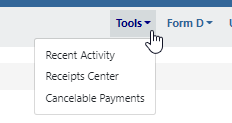 Tools Form D
Recent Activity
Receipts Center
Cancelable Payments